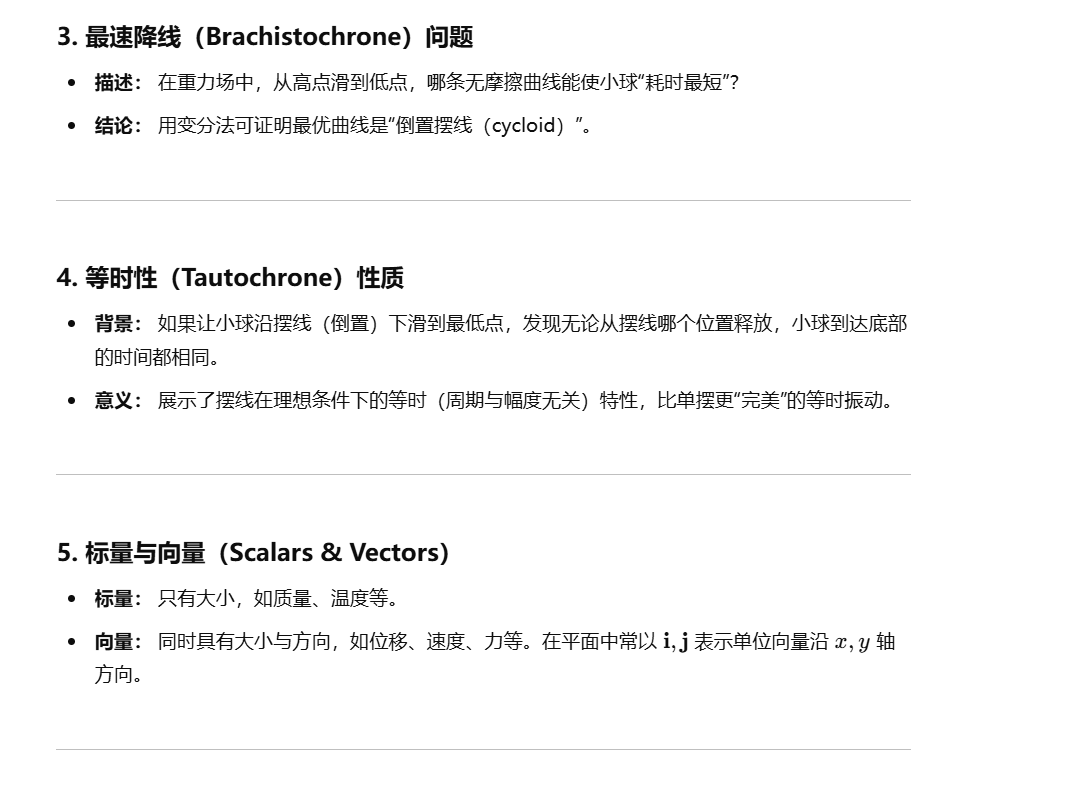 3. 最速降线（Brachistochrone）问题
• 描述： 在重力场中，从高点滑到低点，哪条无摩擦曲线能使小球“耗时最短”？
• 结论： 用变分法可证明最优曲线是“倒置摆线（cycloid）”。
4. 等时性（Tautochrone）性质
• 背景： 如果让小球沿摆线（倒置）下滑到最低点，发现无论从摆线哪个位置释放，小球到达底部
的时间都相同。
• 意义： 展示了摆线在理想条件下的等时（周期与幅度无关）特性，比单摆更“完美”的等时振动。
5. 标量与向量（Scalars & Vectors）
• 标量： 只有大小，如质量、温度等。
• 向量： 同时具有大小与方向，如位移、速度、力等。在平面中常以 i, j 表示单位向量沿 x, y 轴
方向。